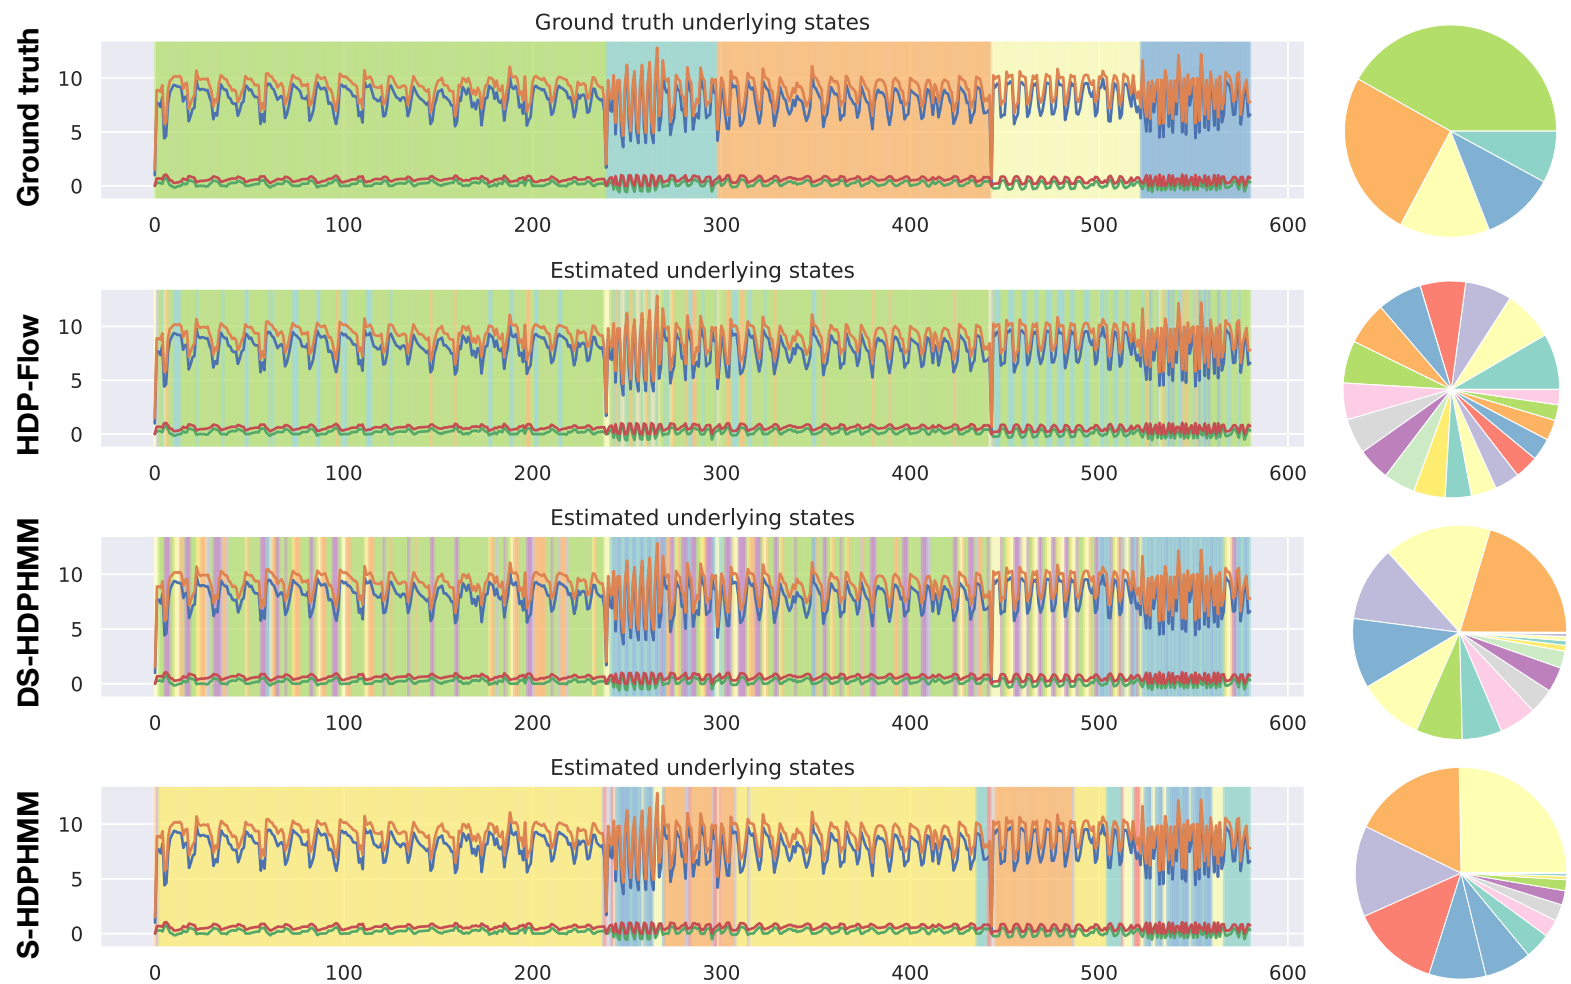 Ground truth underlying states
Ground truth
10
5
0
0 100 200 300 400 500 600
Estimated underlying states
HDP-Flow
10
5
0
0 100 200 300 400 500 600
Estimated underlying states
DS-HDPHMM
10
5
0
0 100 200 300 400 500 600
Estimated underlying states
S-HDPHMM
10
5
0
0 100 200 300 400 500 600